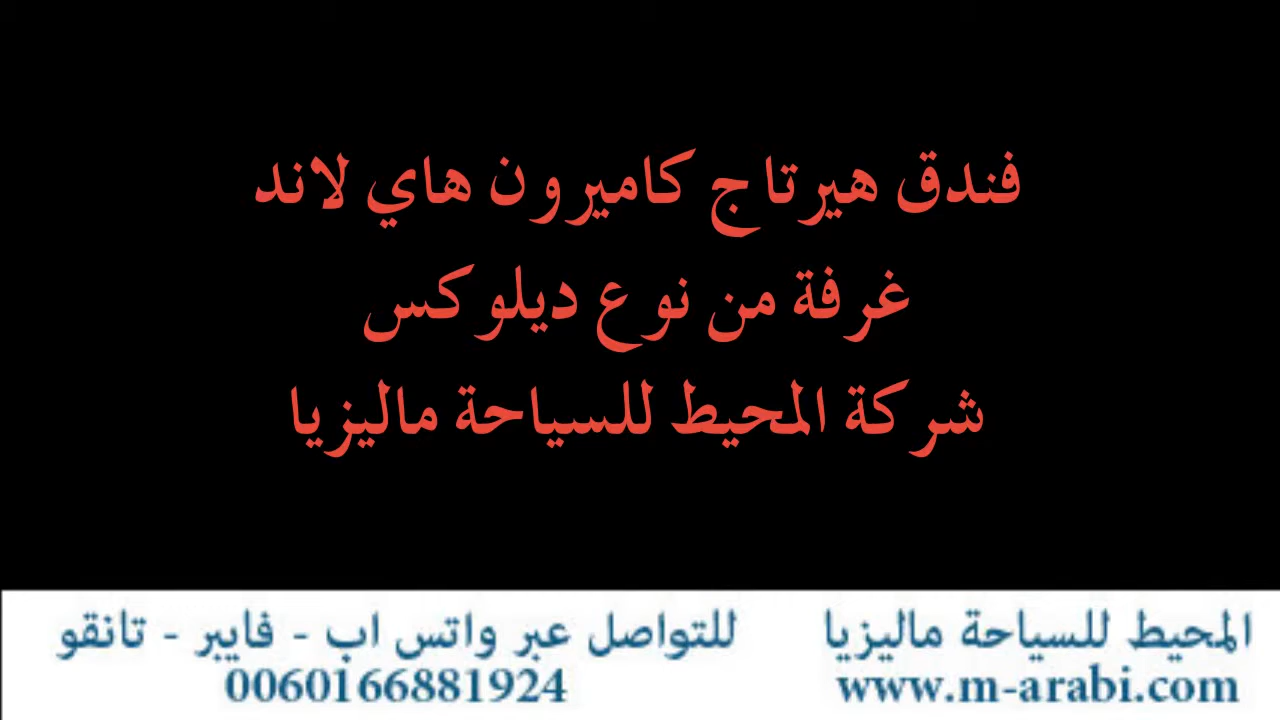 فندق هيرتاج كاميرون هاي لاند
غرفة من نوع ديلوكس
شركة المحيط للسياحة ماليزيا
المحيط للسياحة ماليزيا
www.m-arabi.com
للتواصل عبر واتس اب - فايبر - تانقو
0060166881924